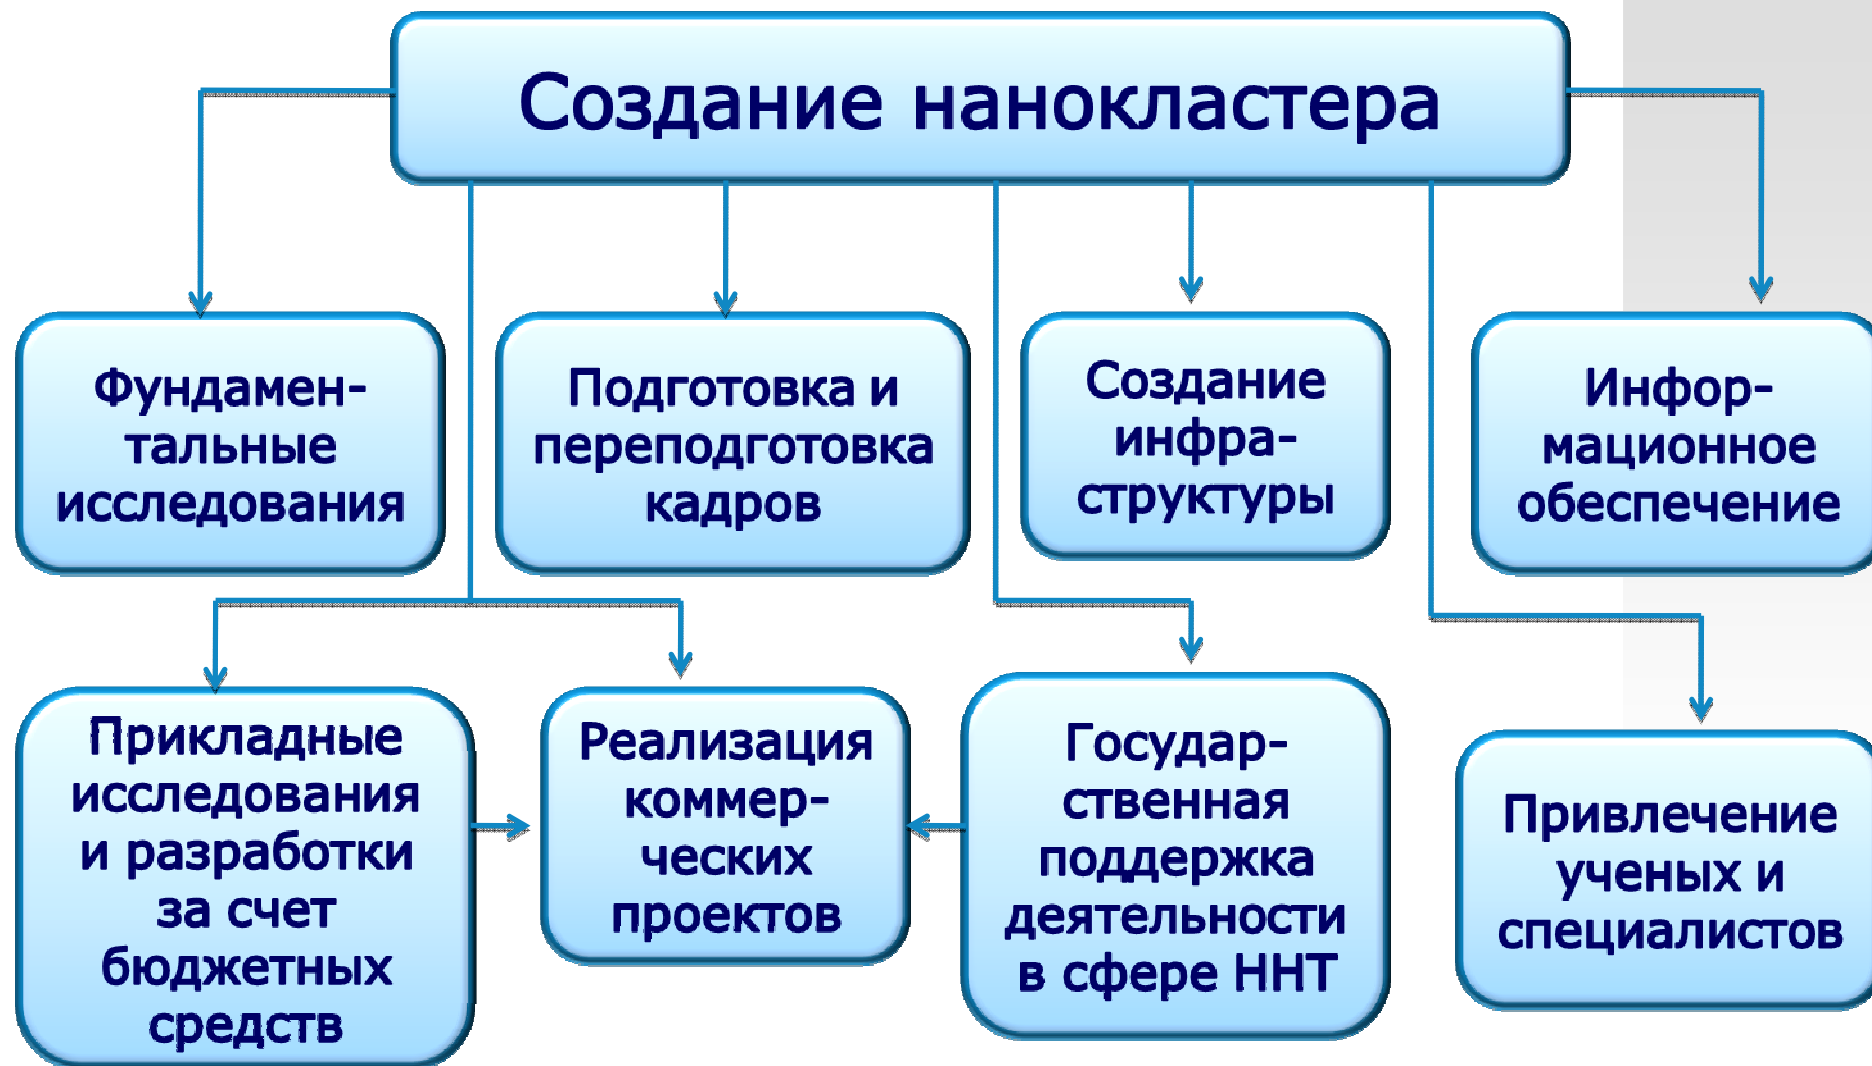 Создание нанокластера
Фундамен-
тальные
исследования
Подготовка и
переподготовка
кадров
Создание
инфра-
структуры
Инфор-
мационное
обеспечение
Прикладные
исследования
и разработки
за счет
бюджетных
средств
Реализация
коммер-
ческих
проектов
Государ-
ственная
поддержка
деятельности
в сфере ННТ
Привлечение
ученых и
специалистов